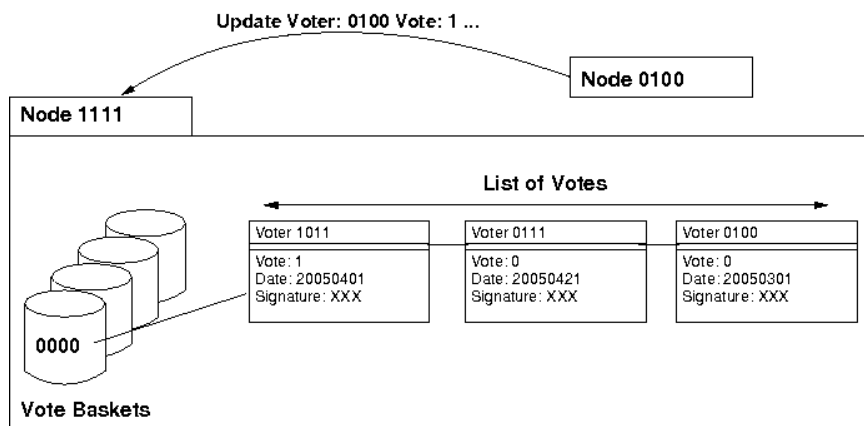 Update Voter: 0100 Vote: 1 ...
Node 0100
Node 1111
List of Votes
Voter 1011
Vote: 1
Date: 20050401
Signature: XXX
Voter 0111
Vote: 0
Date: 20050421
Signature: XXX
Voter 0100
Vote: 0
Date: 20050301
Signature: XXX
0000
Vote Baskets